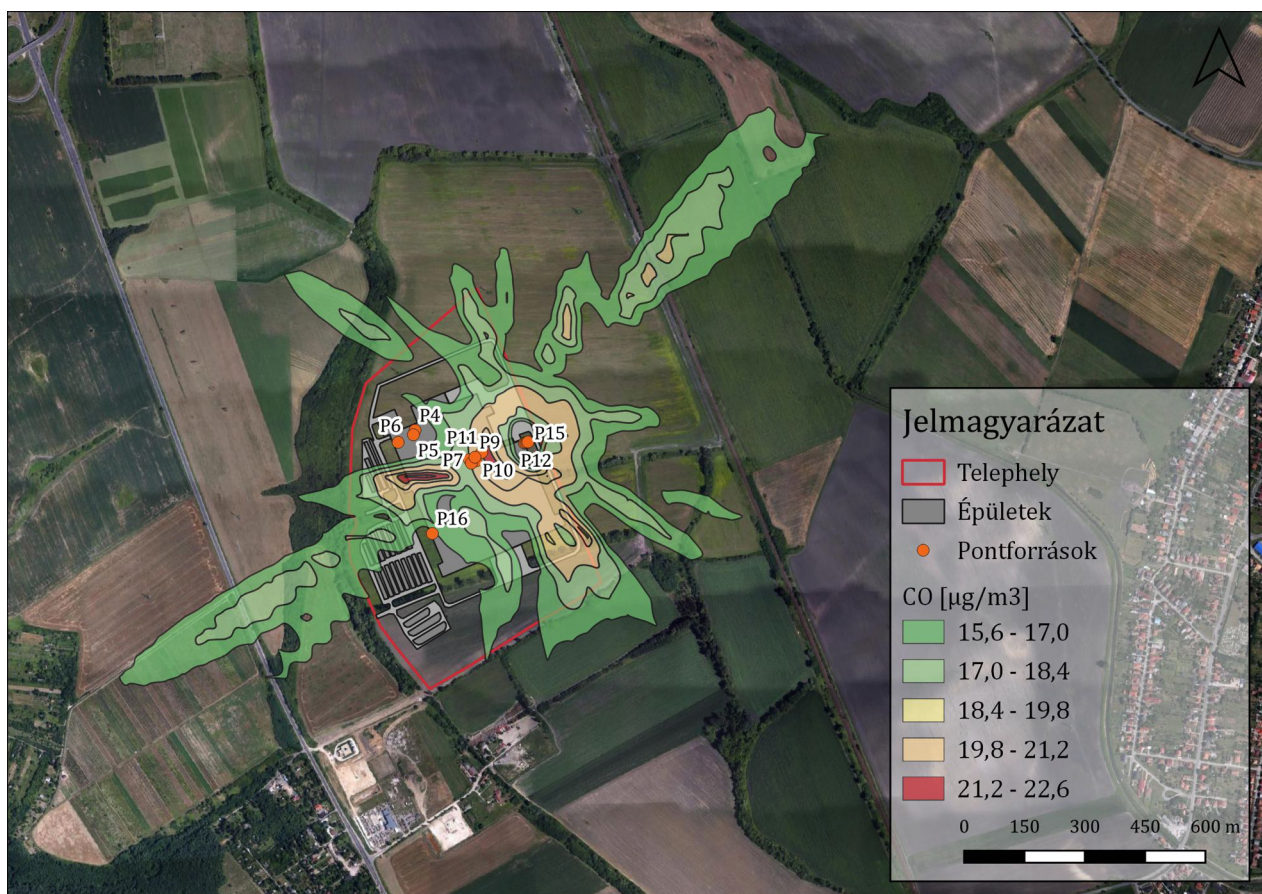 P4
P6
P5
P11
P9
P15
P7
P10
P12
P16
Jelmagyarázat
Telephely
Épületek
Pontforrások
CO [µg/m3]
15,6 - 17,0
17,0 - 18,4
18,4 - 19,8
19,8 - 21,2
21,2 - 22,6
0 150 300 450 600 m